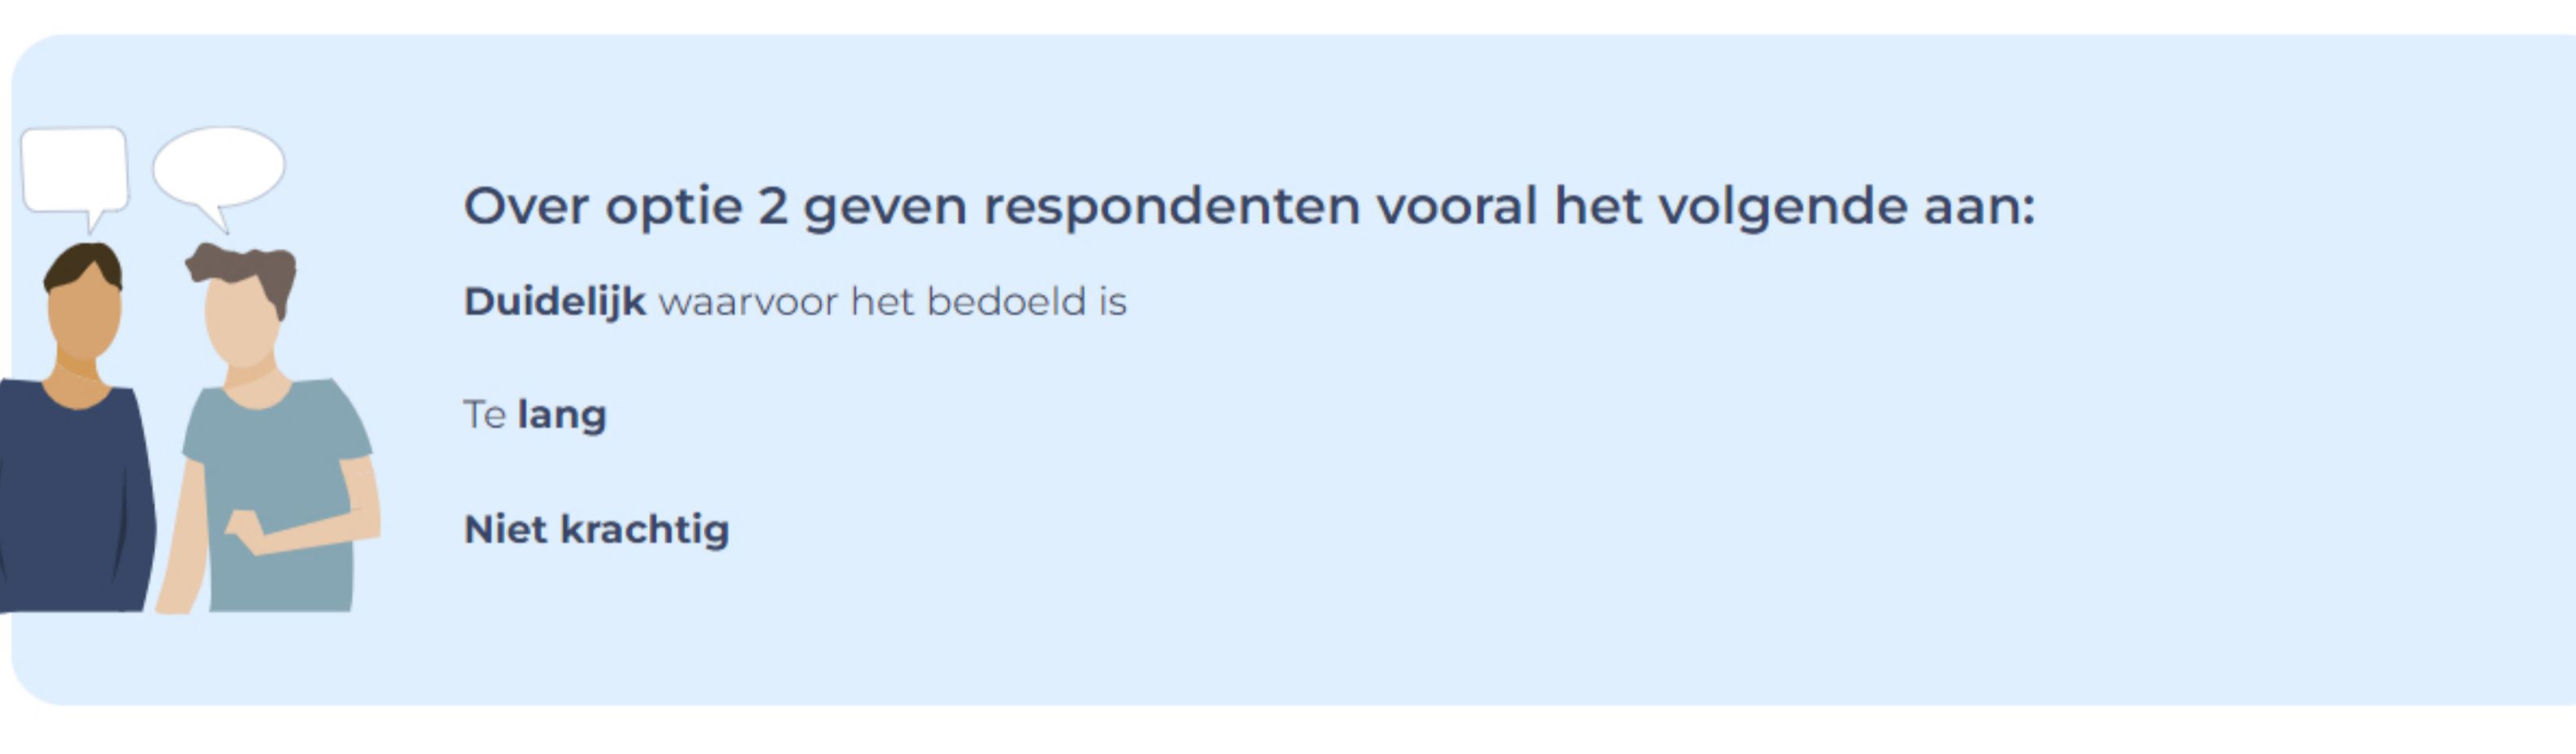 Over optie 2 geven respondenten vooral het volgende aan:
Duidelijk waarvoor het bedoeld is
Te lang
Niet krachtig